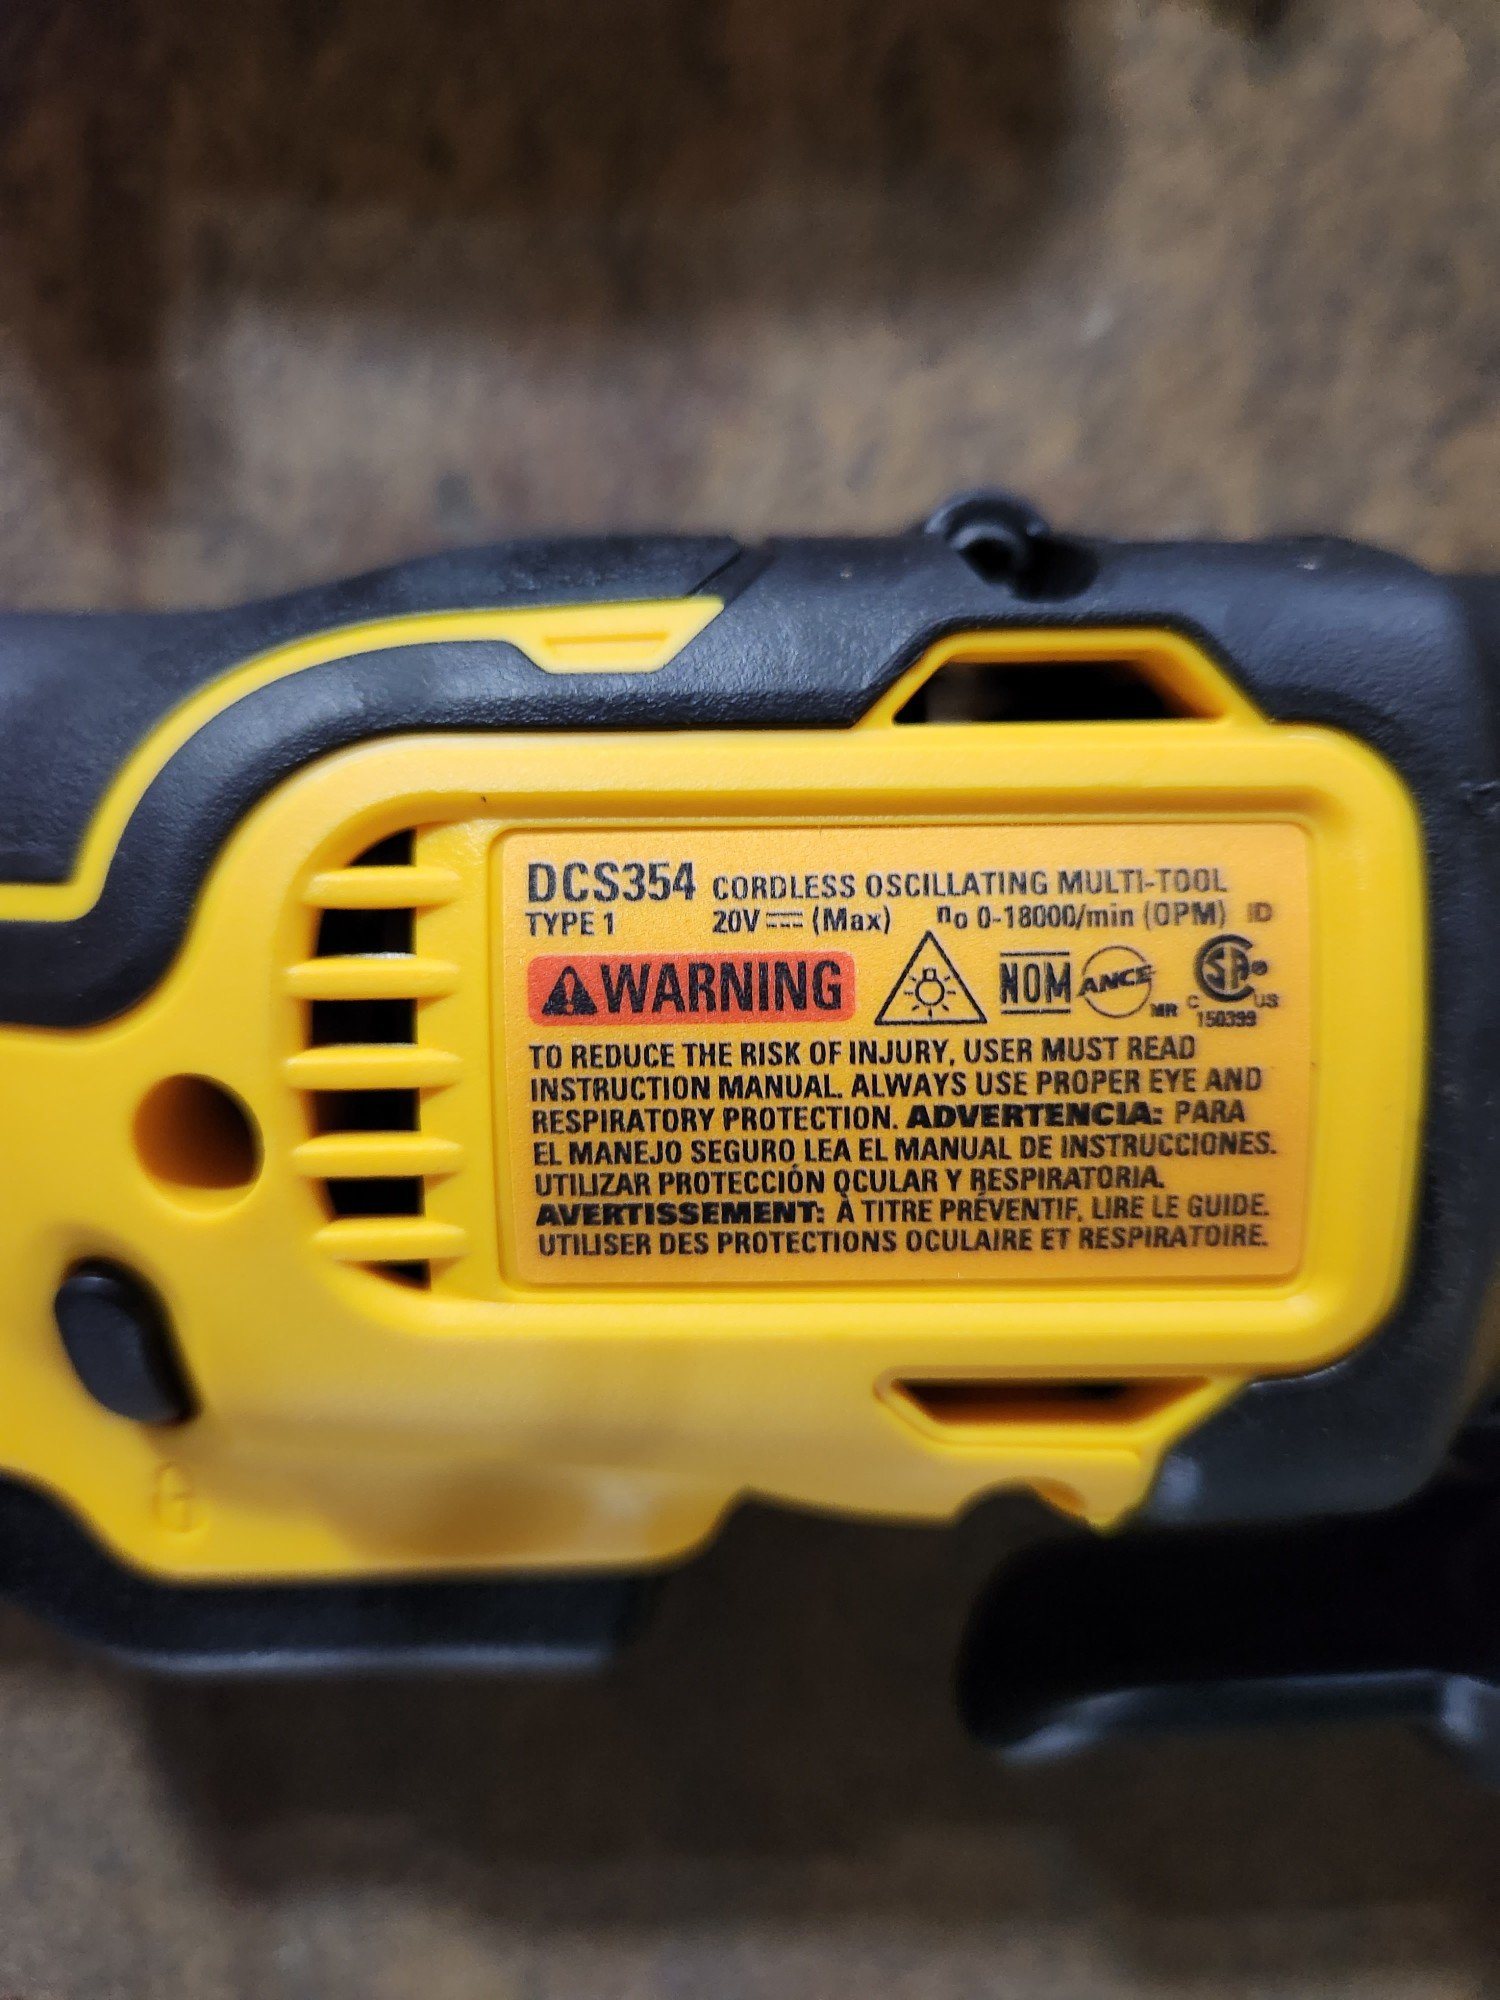 DCS354 CORDLESS OSCILLATING MULTI-TOOL
TYPE 1 20V (Max) n₀ 0-18000/min (OPM) ID
WARNING NOM ANCE MR C SA ® US
150399
TO REDUCE THE RISK OF INJURY, USER MUST READ
INSTRUCTION MANUAL. ALWAYS USE PROPER EYE AND
RESPIRATORY PROTECTION. ADVERTENCIA: PARA
EL MANEJO SEGURO LEA EL MANUAL DE INSTRUCCIONES.
UTILIZAR PROTECCIÓN OCULAR Y RESPIRATORIA.
AVERTISSEMENT: À TITRE PRÉVENTIF, LIRE LE GUIDE.
UTILISER DES PROTECTIONS OCULAIRE ET RESPIRATOIRE.